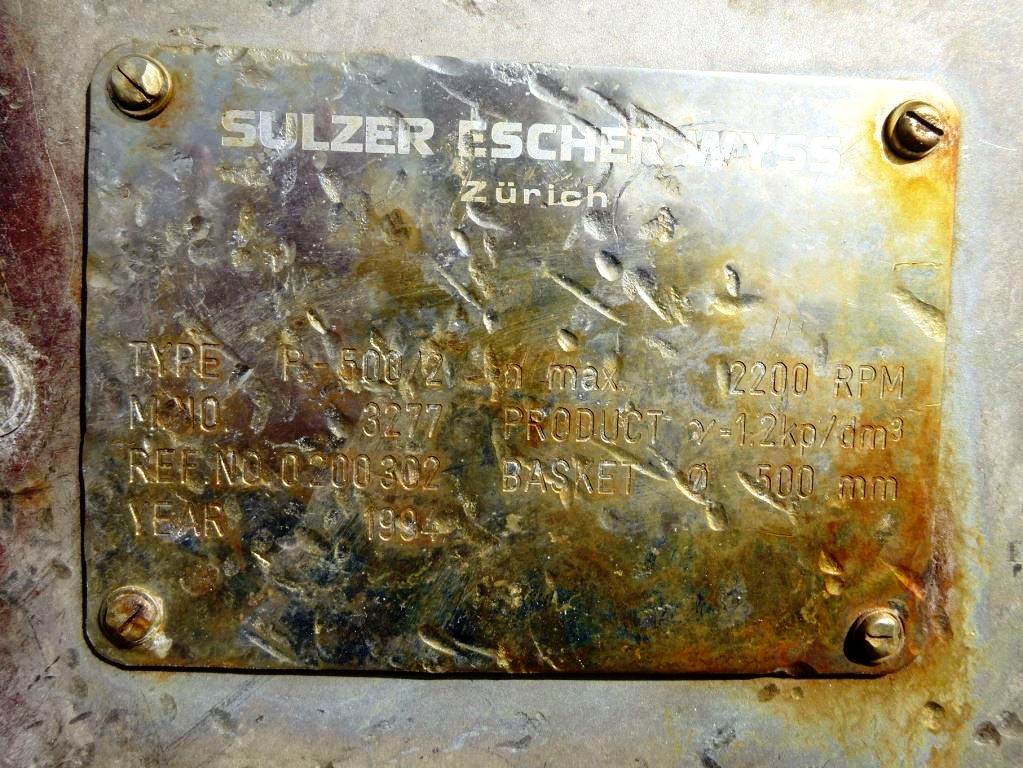 SULZER ESCHER WYSS
Zürich
TYPE P-500/2 n max. 2200 RPM
M.NO. 3277 PRODUCT γ=1.2kp/dm³
REF.NO. 0200302 BASKET Ø 500 mm
YEAR 1994